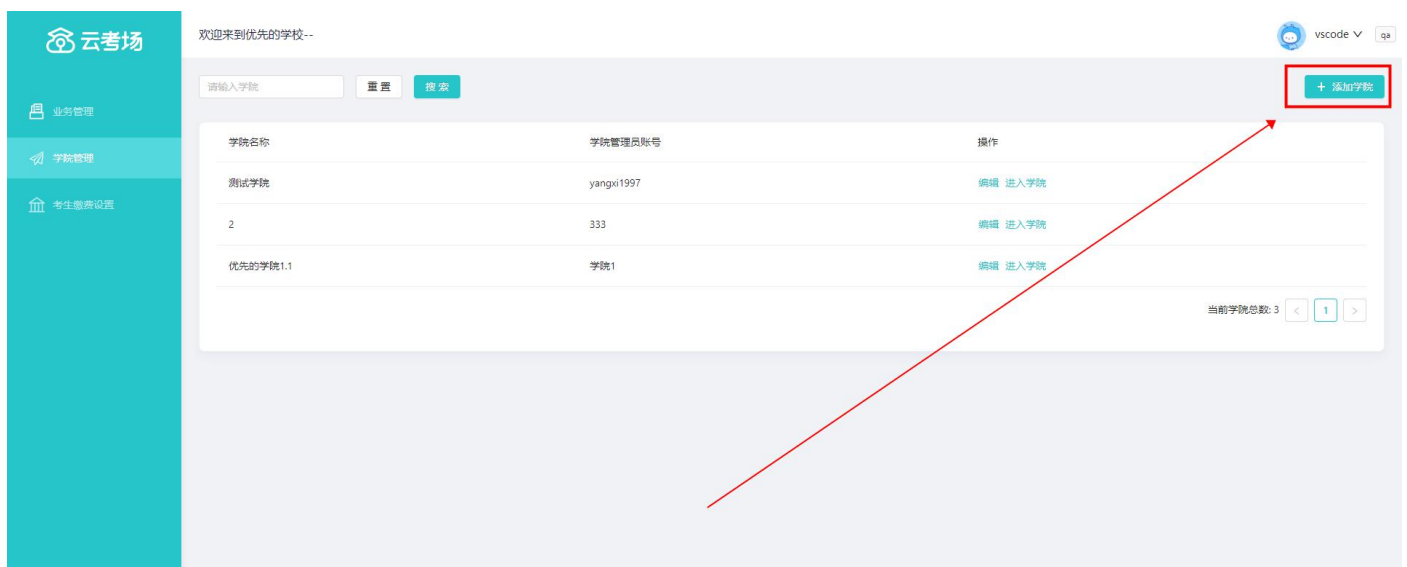 云考场
欢迎来到优先的学校--
vscode
qa
业务管理
学院管理
考生缴费设置
请输入学院
重置
搜索
+ 添加学院
学院名称 学院管理员账号 操作
测试学院 yangxi1997 编辑 进入学院
2 333 编辑 进入学院
优先的学院1.1 学院1 编辑 进入学院
当前学院总数: 3 < 1 >